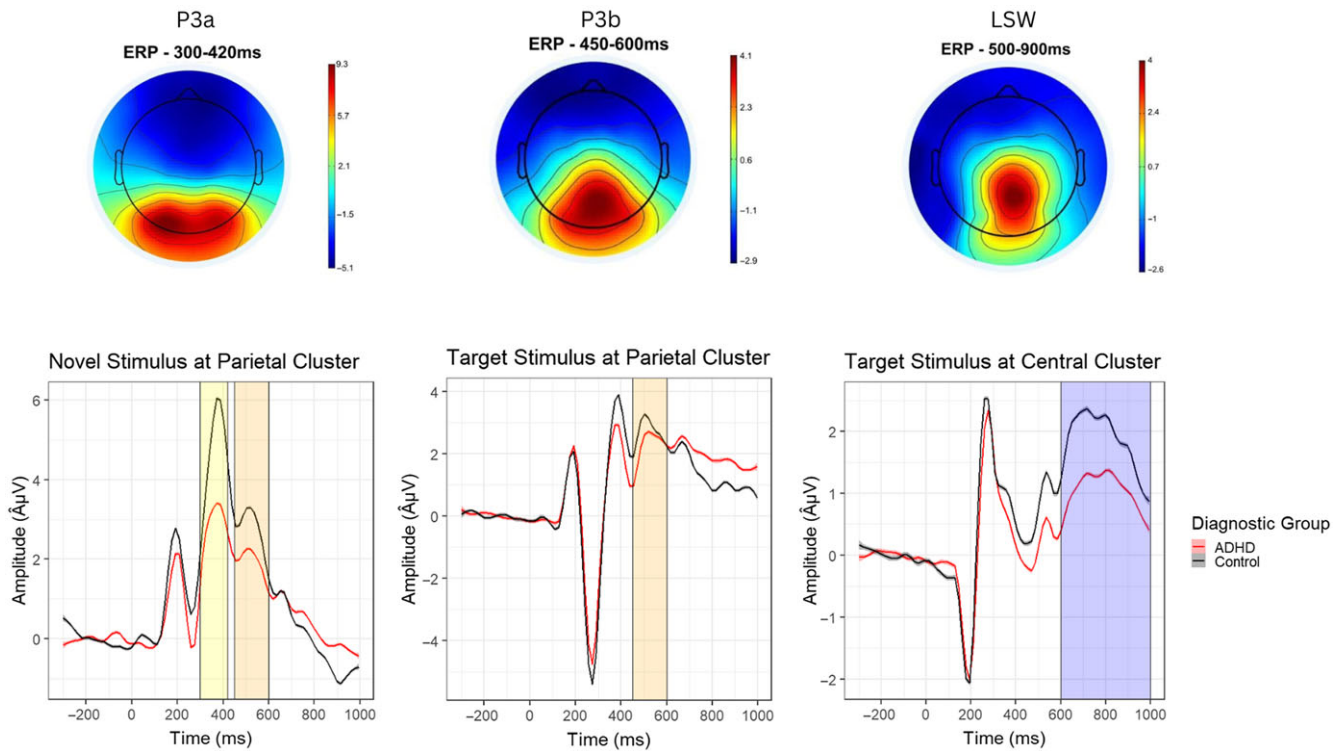 P3a
ERP - 300-420ms
9.3
5.7
2.1
−1.5
−5.1
P3b
ERP - 450-600ms
4.1
2.3
0.6
−1.1
−2.9
LSW
ERP - 500-900ms
4
2.4
0.7
−1
−2.6
Novel Stimulus at Parietal Cluster
Amplitude (ÂµV)
6
4
2
0
−200 0 200 400 600 800 1000
Time (ms)
Target Stimulus at Parietal Cluster
Amplitude (ÂµV)
4
2
0
−2
−4
−200 0 200 400 600 800 1000
Time (ms)
Target Stimulus at Central Cluster
Amplitude (ÂµV)
2
1
0
−1
−2
−200 0 200 400 600 800 1000
Time (ms)
Diagnostic Group
ADHD
Control